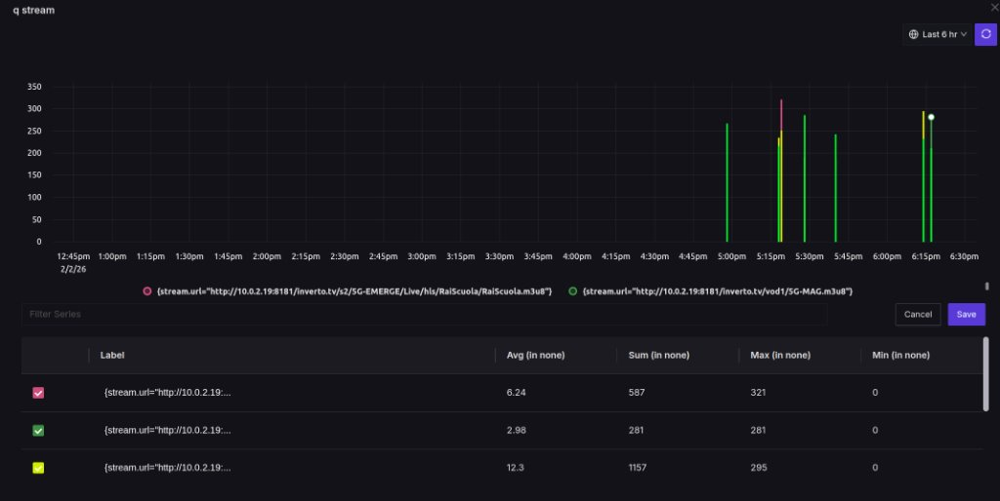 q stream
Last 6 hr
350
300
250
200
150
100
50
0
12:45pm 1:00pm 1:15pm 1:30pm 1:45pm 2:00pm 2:15pm 2:30pm 2:45pm 3:00pm 3:15pm 3:30pm 3:45pm 4:00pm 4:15pm 4:30pm 4:45pm 5:00pm 5:15pm 5:30pm 5:45pm 6:00pm 6:15pm 6:30pm
2/2/26
{stream.url="http://10.0.2.19:8181/inverto.tv/s2/5G-EMERGE/Live/hls/RaiScuola/RaiScuola.m3u8"} {stream.url="http://10.0.2.19:8181/inverto.tv/vod1/5G-MAG.m3u8"}
Filter Series Cancel Save
Label Avg (in none) Sum (in none) Max (in none) Min (in none)
{stream.url="http://10.0.2.19:... 6.24 587 321 0
{stream.url="http://10.0.2.19:... 2.98 281 281 0
{stream.url="http://10.0.2.19:... 12.3 1157 295 0